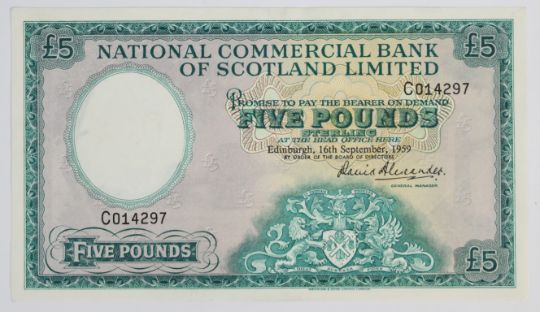 £5
NATIONAL COMMERCIAL BANK
OF SCOTLAND LIMITED
£5
C014297
PROMISE TO PAY THE BEARER ON DEMAND
FIVE POUNDS
STERLING
AT THE HEAD OFFICE HERE
Edinburgh, 16th September, 1959
BY ORDER OF THE BOARD OF DIRECTORS
David Alexander.
GENERAL MANAGER
C014297
FIVE POUNDS
£5